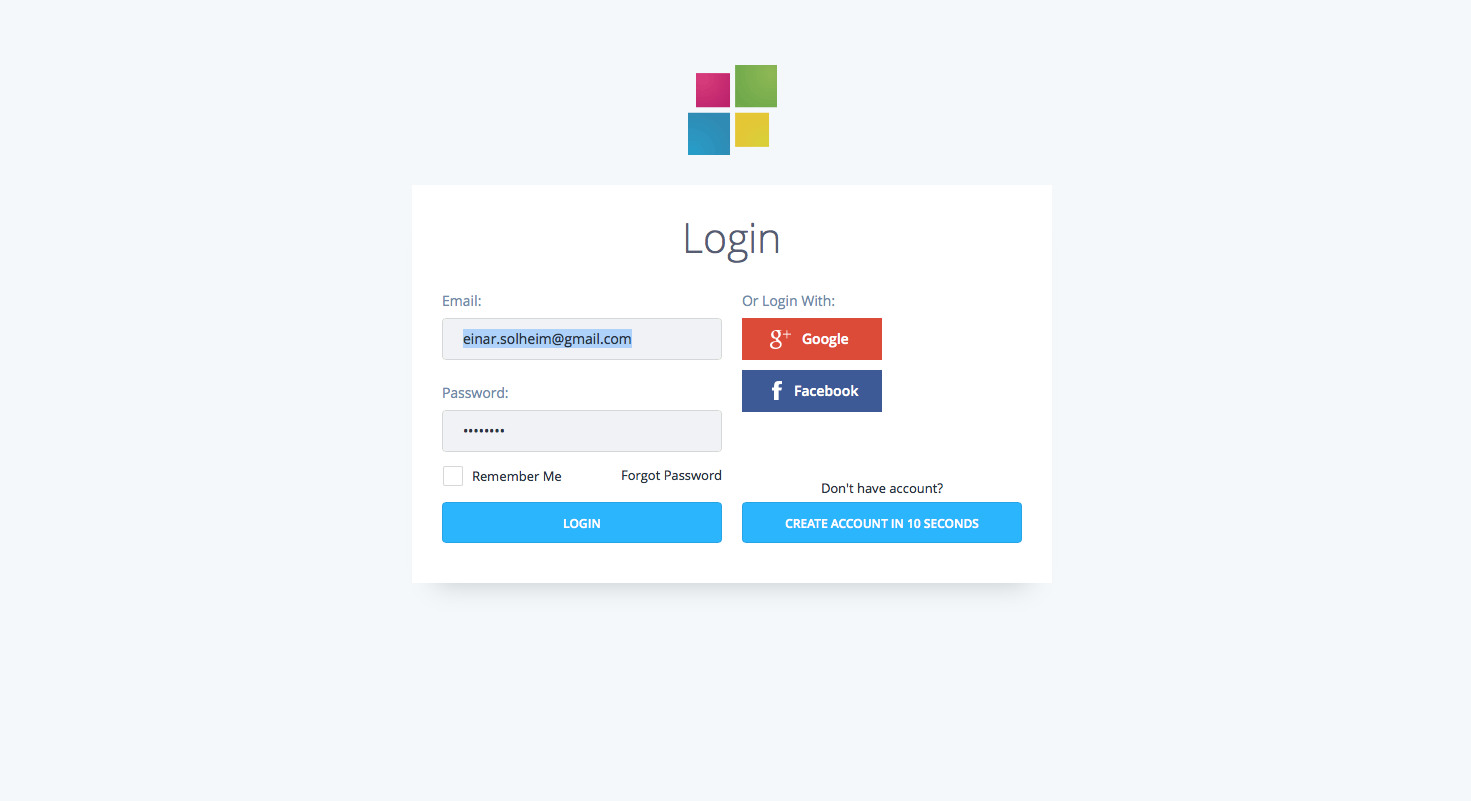 Login
Email:
einar.solheim@gmail.com
Password:
••••••••
Remember Me
Forgot Password
LOGIN
Or Login With:
g+ Google
f Facebook
Don't have account?
CREATE ACCOUNT IN 10 SECONDS